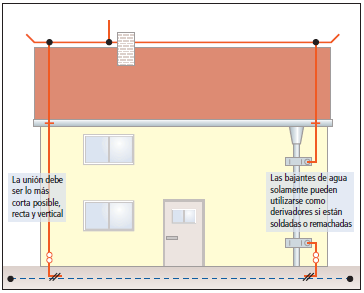 La unión debe
ser lo más
corta posible,
recta y vertical
Las bajantes de agua
solamente pueden
utilizarse como
derivadores si están
soldadas o remachadas